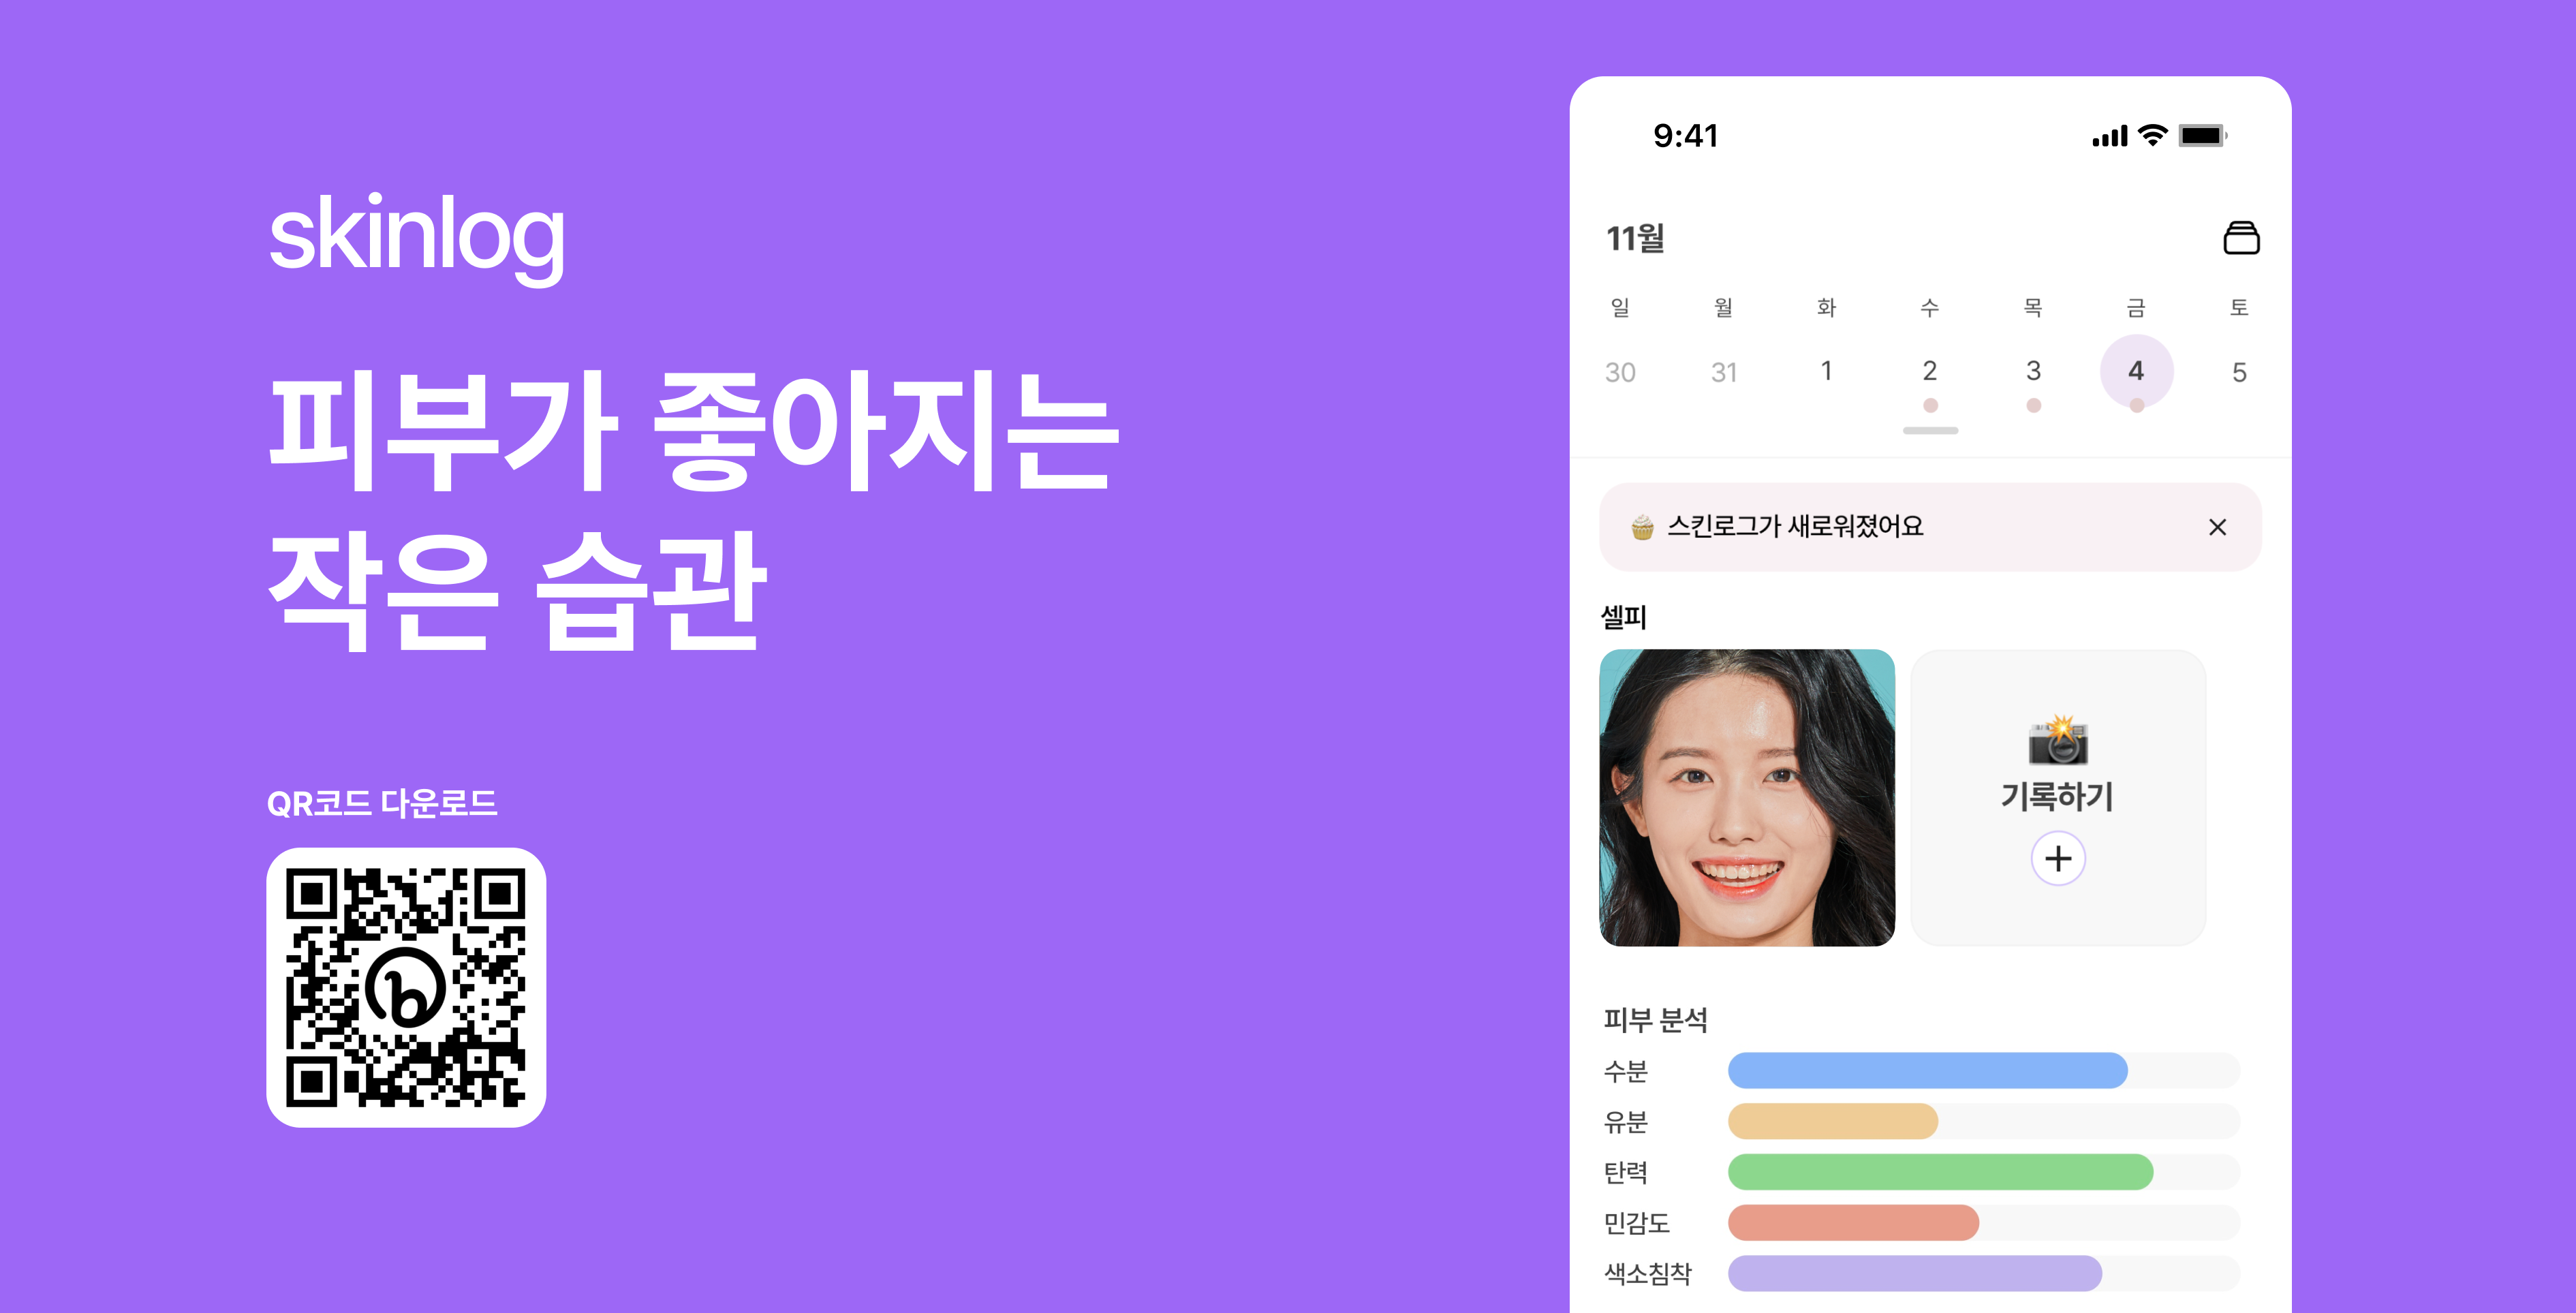 skinlog
피부가 좋아지는
작은 습관
QR코드 다운로드
9:41
11월
일 월 화 수 목 금 토
30 31 1 2 3 4 5
스킨로그가 새로워졌어요
셀피
기록하기
피부 분석
수분
유분
탄력
민감도
색소침착